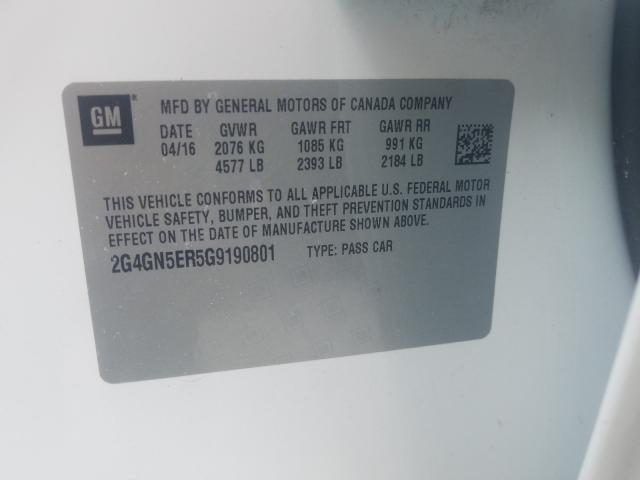 GM
MFD BY GENERAL MOTORS OF CANADA COMPANY
DATE GVWR GAWR FRT GAWR RR
04/16 2076 KG 1085 KG 991 KG
4577 LB 2393 LB 2184 LB
THIS VEHICLE CONFORMS TO ALL APPLICABLE U.S. FEDERAL MOTOR
VEHICLE SAFETY, BUMPER, AND THEFT PREVENTION STANDARDS IN
EFFECT ON THE DATE OF MANUFACTURE SHOWN ABOVE.
2G4GN5ER5G9190801 TYPE: PASS CAR